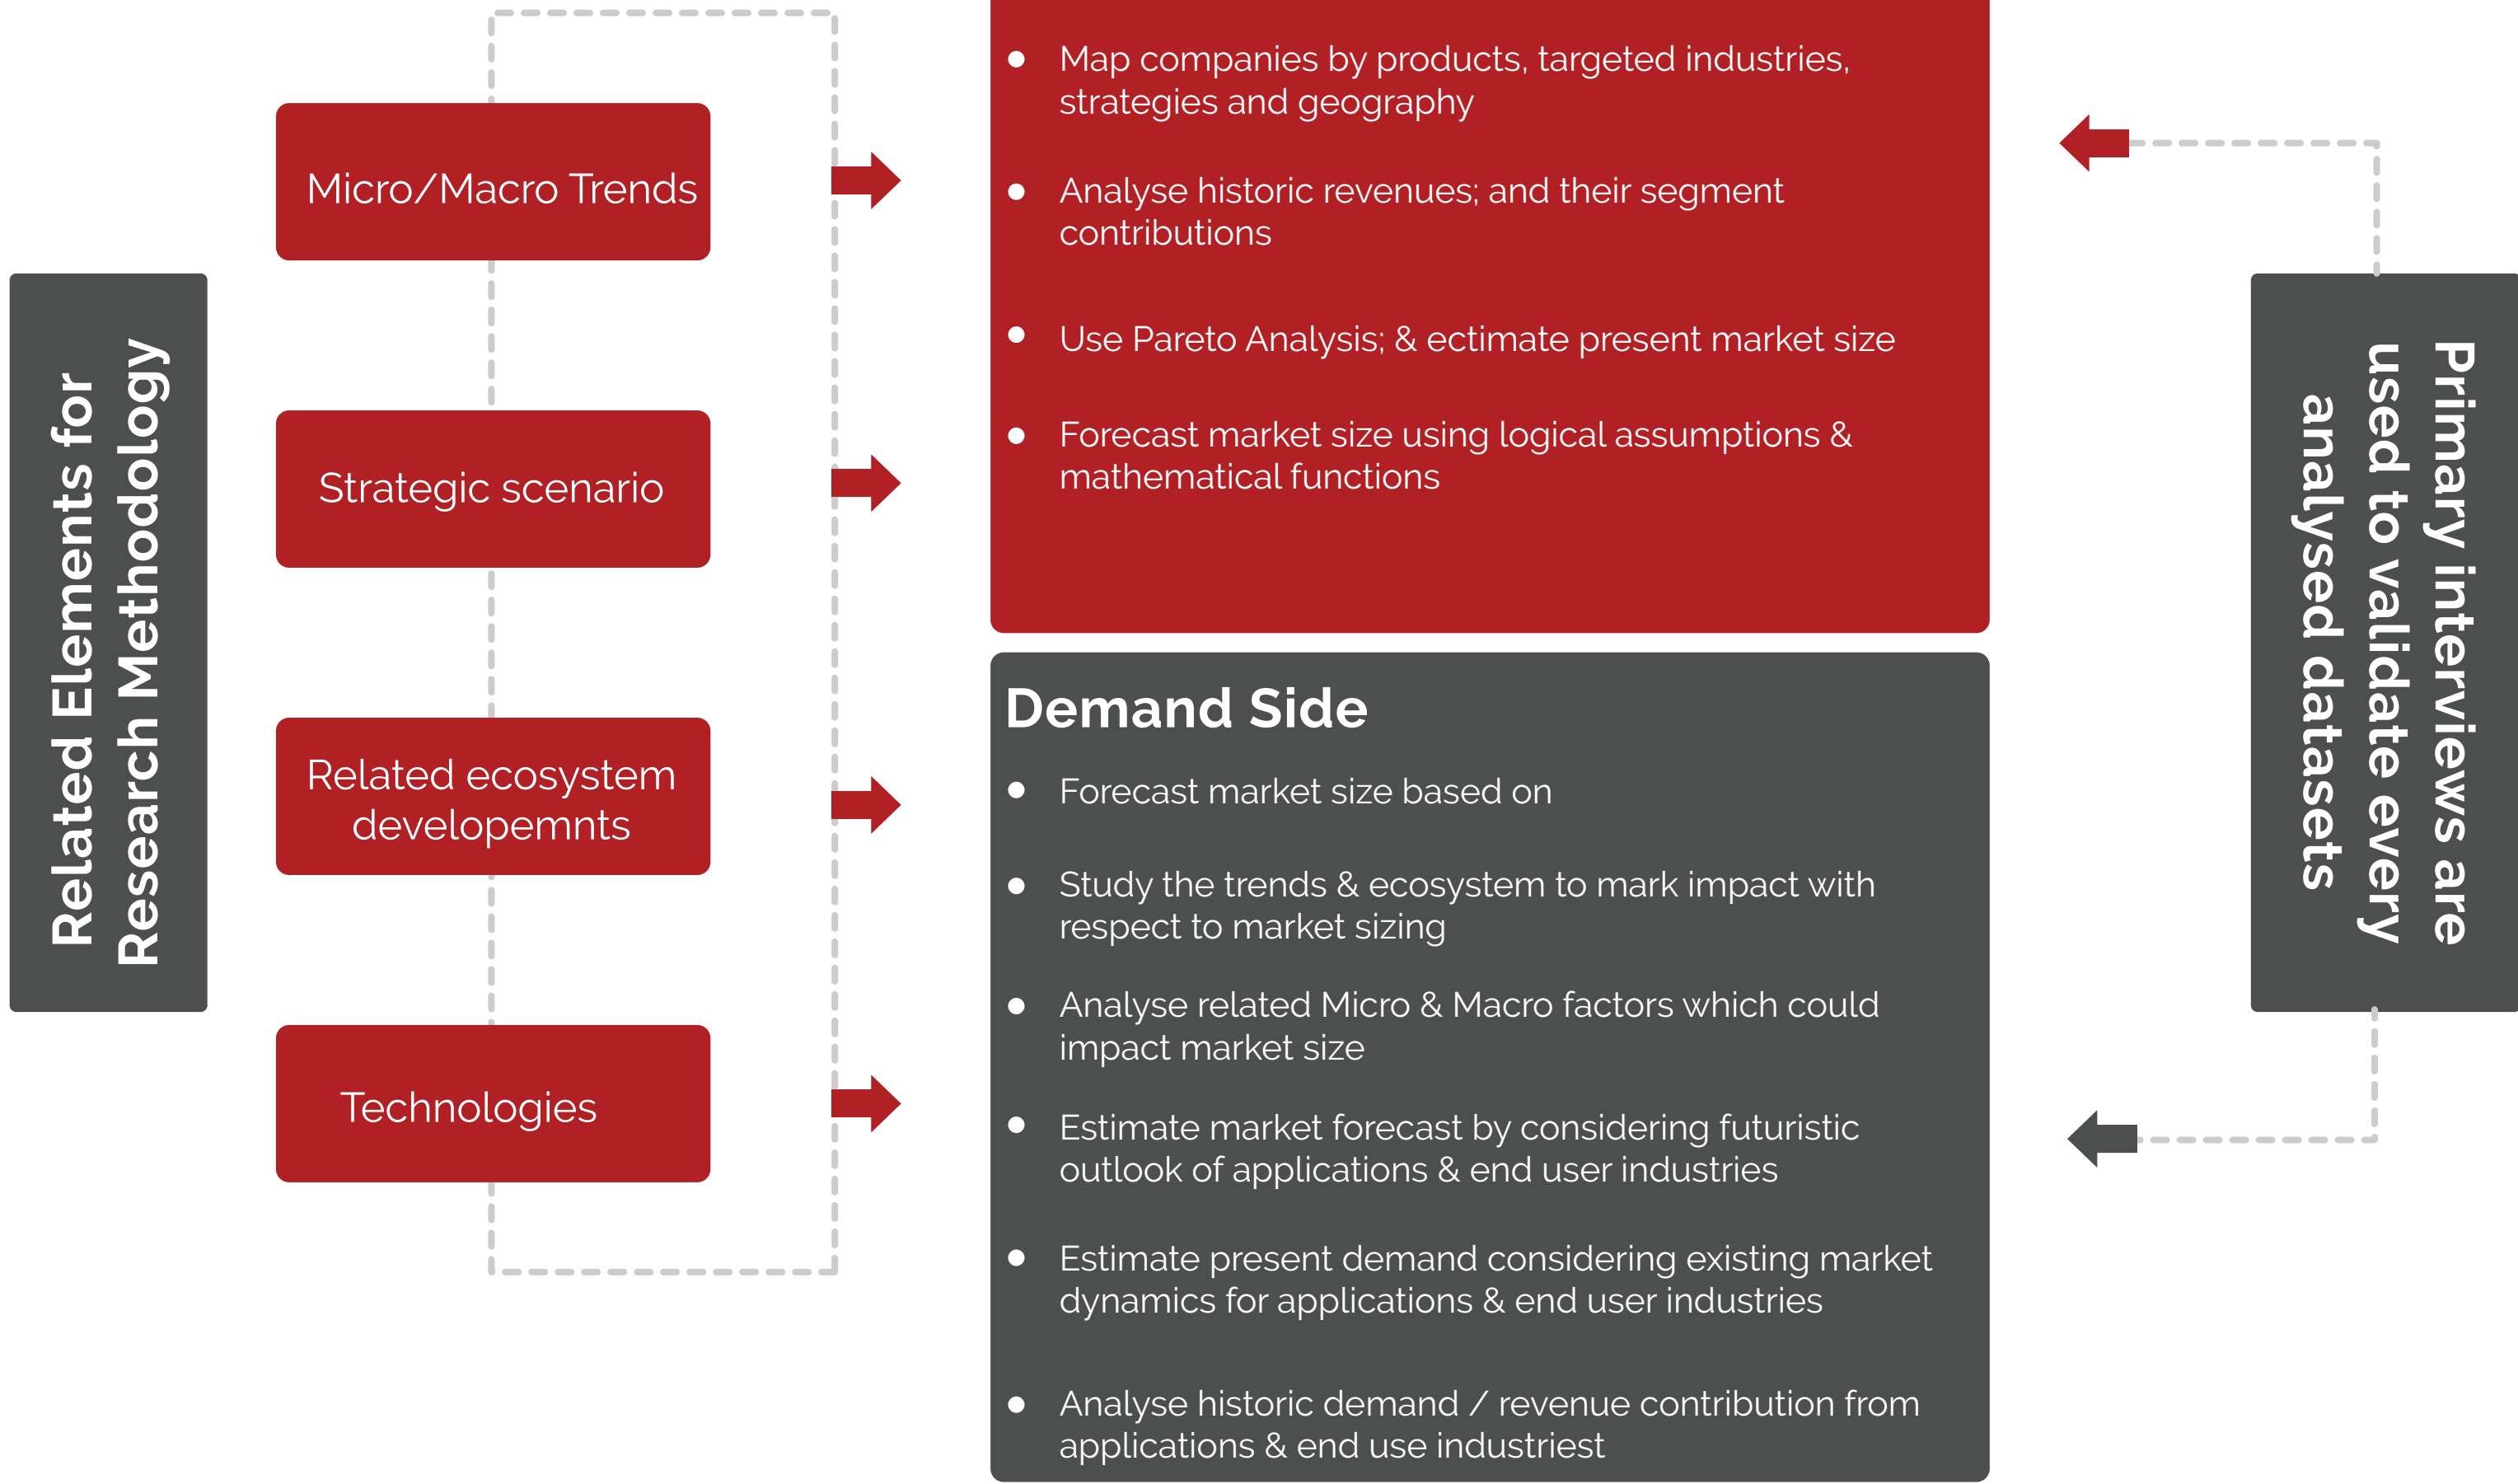 Related Elements for
Research Methodology
Micro/Macro Trends
Strategic scenario
Related ecosystem
developemnts
Technologies
Map companies by products, targeted industries,
strategies and geography
Analyse historic revenues; and their segment
contributions
Use Pareto Analysis; & ectimate present market size
Forecast market size using logical assumptions &
mathematical functions
Demand Side
Forecast market size based on
Study the trends & ecosystem to mark impact with
respect to market sizing
Analyse related Micro & Macro factors which could
impact market size
Estimate market forecast by considering futuristic
outlook of applications & end user industries
Estimate present demand considering existing market
dynamics for applications & end user industries
Analyse historic demand / revenue contribution from
applications & end use industriest
Primary interviews are
used to validate every
analysed datasets